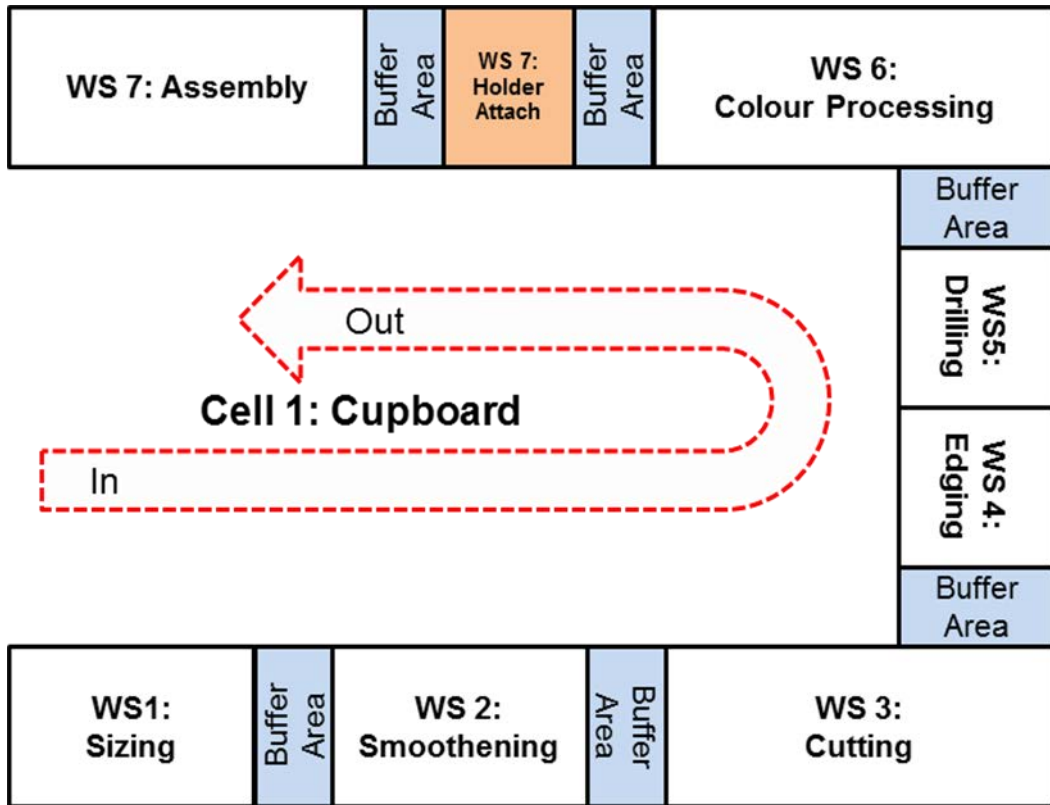 WS 7: Assembly
Buffer
Area
WS 7:
Holder
Attach
Buffer
Area
WS 6:
Colour Processing
Buffer
Area
WS5:
Drilling
WS 4:
Edging
Buffer
Area
Out
Cell 1: Cupboard
In
WS1:
Sizing
Buffer
Area
WS 2:
Smoothening
Buffer
Area
WS 3:
Cutting